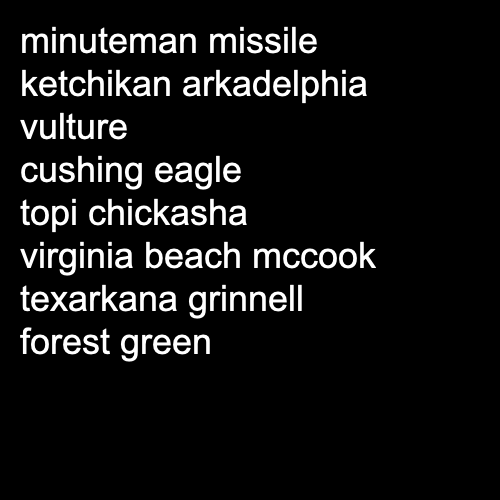 minuteman missile
ketchikan arkadelphia
vulture
cushing eagle
topi chickasha
virginia beach mccook
texarkana grinnell
forest green